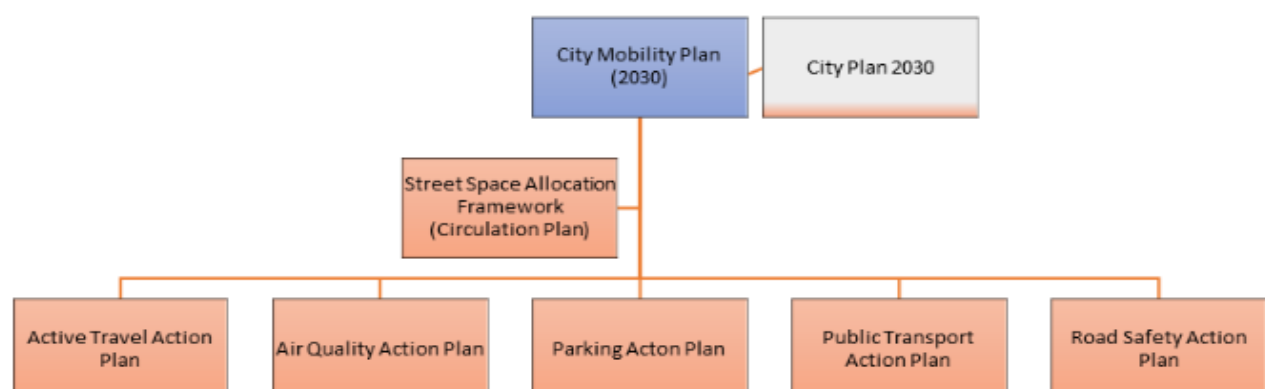 City Mobility Plan
(2030)
City Plan 2030
Street Space Allocation
Framework
(Circulation Plan)
Active Travel Action
Plan
Air Quality Action Plan
Parking Acton Plan
Public Transport
Action Plan
Road Safety Action
Plan